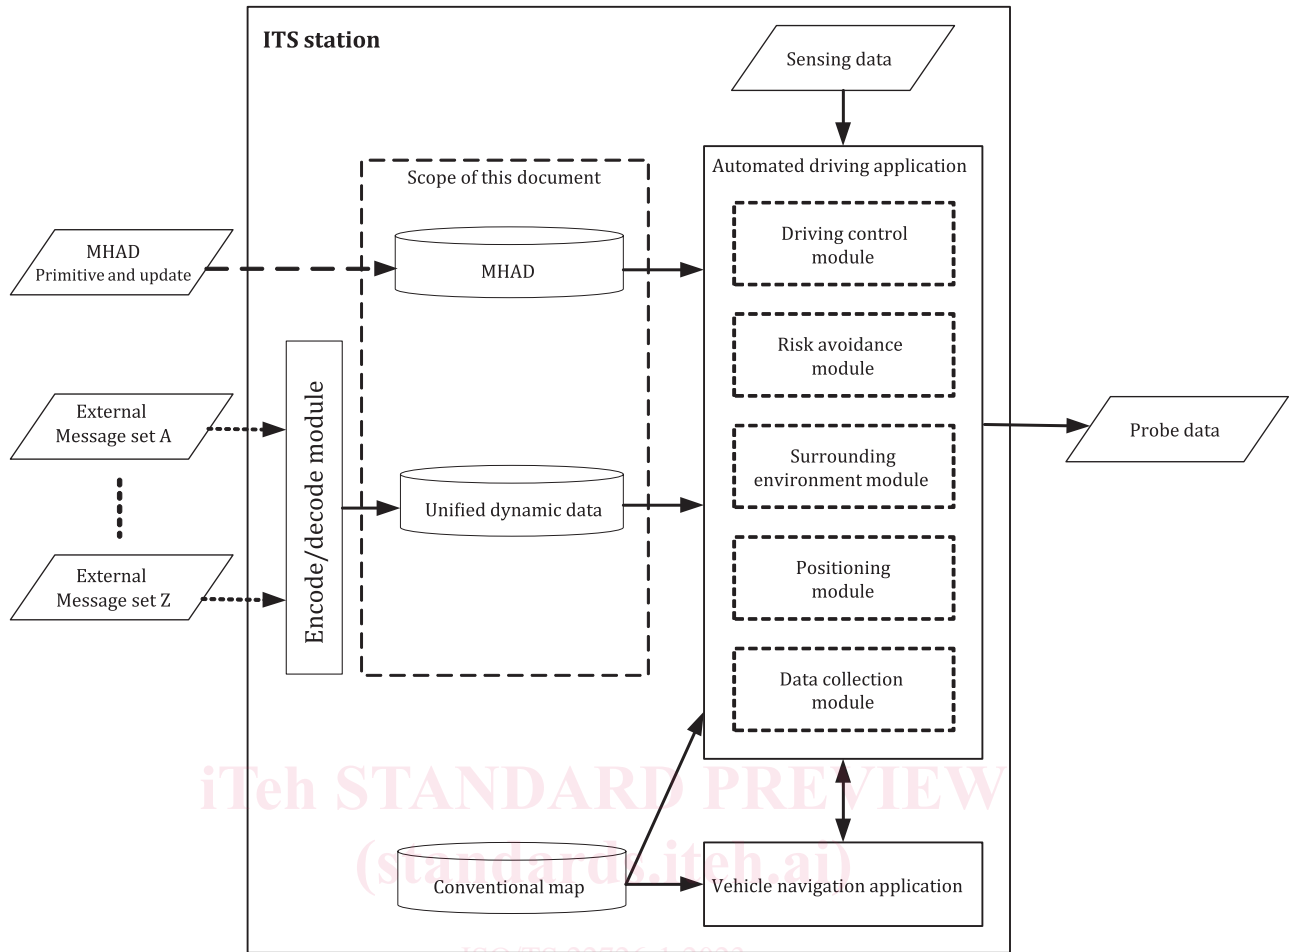 ITS station
Sensing data
Scope of this document
Automated driving application
MHAD
Primitive and update
MHAD
Driving control
module
Risk avoidance
module
External
Message set A
Encode/decode module
Unified dynamic data
Surrounding
environment module
Probe data
External
Message set Z
Positioning
module
Data collection
module
iTeh STANDARD PREVIEW
(standards.iteh.ai)
Conventional map
Vehicle navigation application